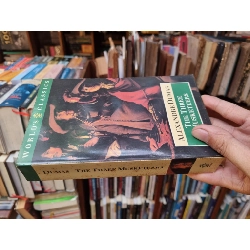 WORLD'S CLASSICS
ALEXANDRE DUMAS
THE THREE
MUSKETEERS
DUMAS THE THREE MUSKETEERS